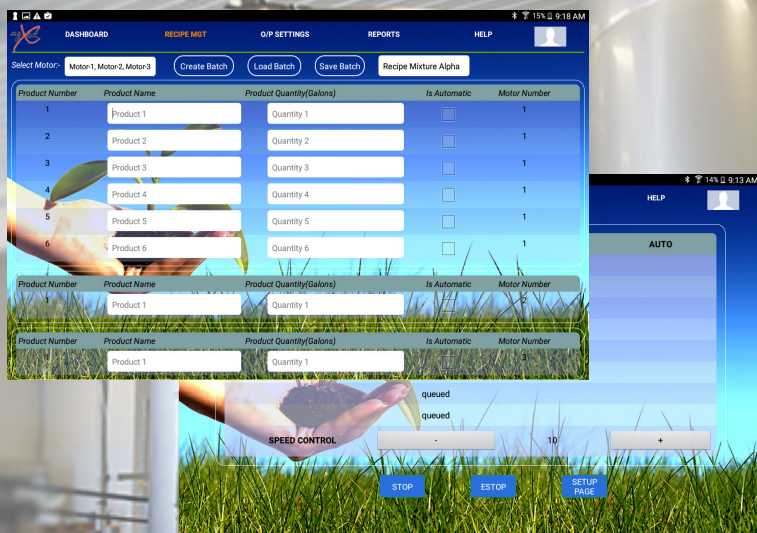 15% 9:18 AM
DASHBOARD RECIPE MGT O/P SETTINGS REPORTS HELP
Select Motor:- Motor-1, Motor-2, Motor-3 Create Batch Load Batch Save Batch Recipe Mixture Alpha
Product Number Product Name Product Quantity(Galons) Is Automatic Motor Number
1 Product 1 Quantity 1 1
2 Product 2 Quantity 2 1
3 Product 3 Quantity 3 1
4 Product 4 Quantity 4 1
5 Product 5 Quantity 5 1
6 Product 6 Quantity 6 1
Product Number Product Name Product Quantity(Galons) Is Automatic Motor Number
1 Product 1 Quantity 1 2
Product Number Product Name Product Quantity(Galons) Is Automatic Motor Number
Product 1 Quantity 1 3
14% 9:13 AM
HELP
AUTO
queued
queued
SPEED CONTROL - 10 +
STOP ESTOP SETUP
PAGE